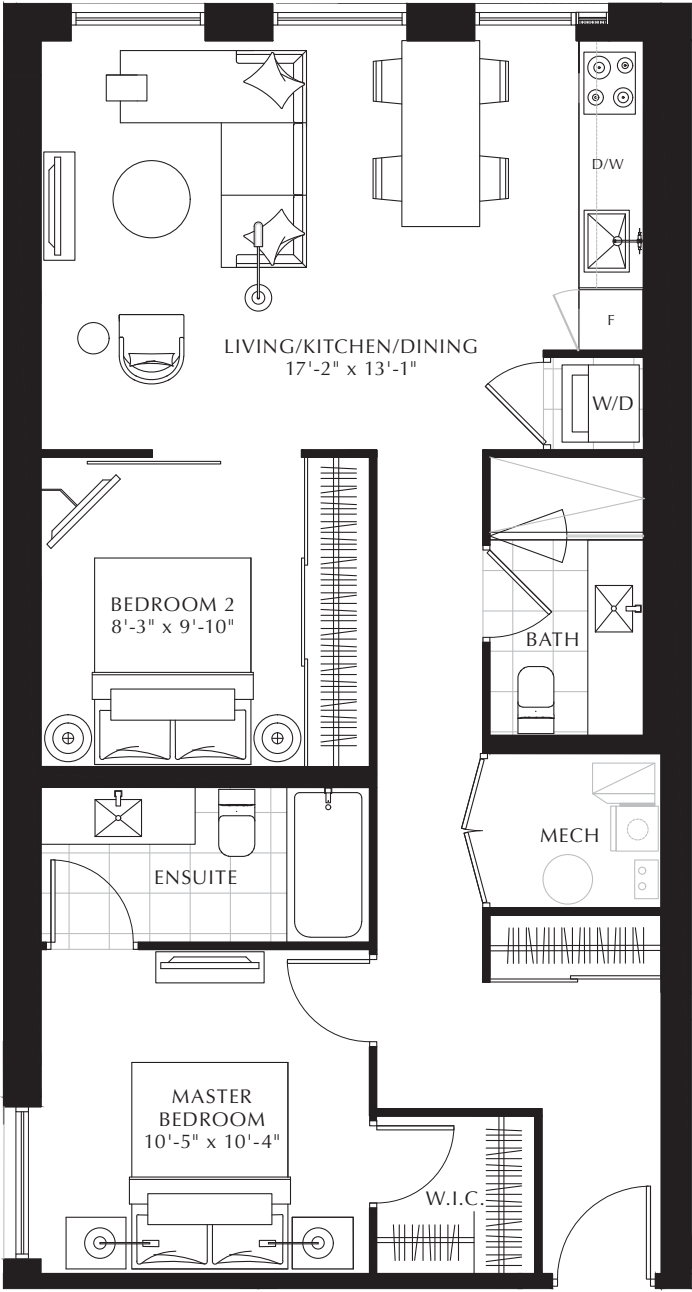 D/W
F
LIVING/KITCHEN/DINING
17'-2" x 13'-1"
W/D
BEDROOM 2
8'-3" x 9'-10"
BATH
MECH
ENSUITE
MASTER
BEDROOM
10'-5" x 10'-4"
W.I.C.